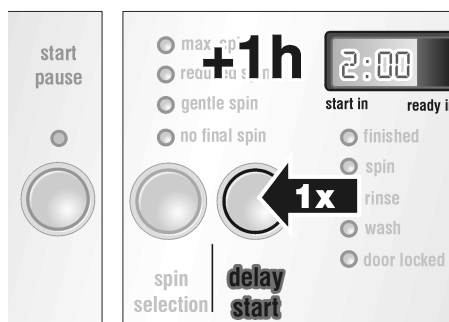 start
pause
max. spi
+1h
gentle spin
no final spin
2:00
start in
ready i
finished
spin
rinse
wash
door locked
1x
spin
selection
delay
start